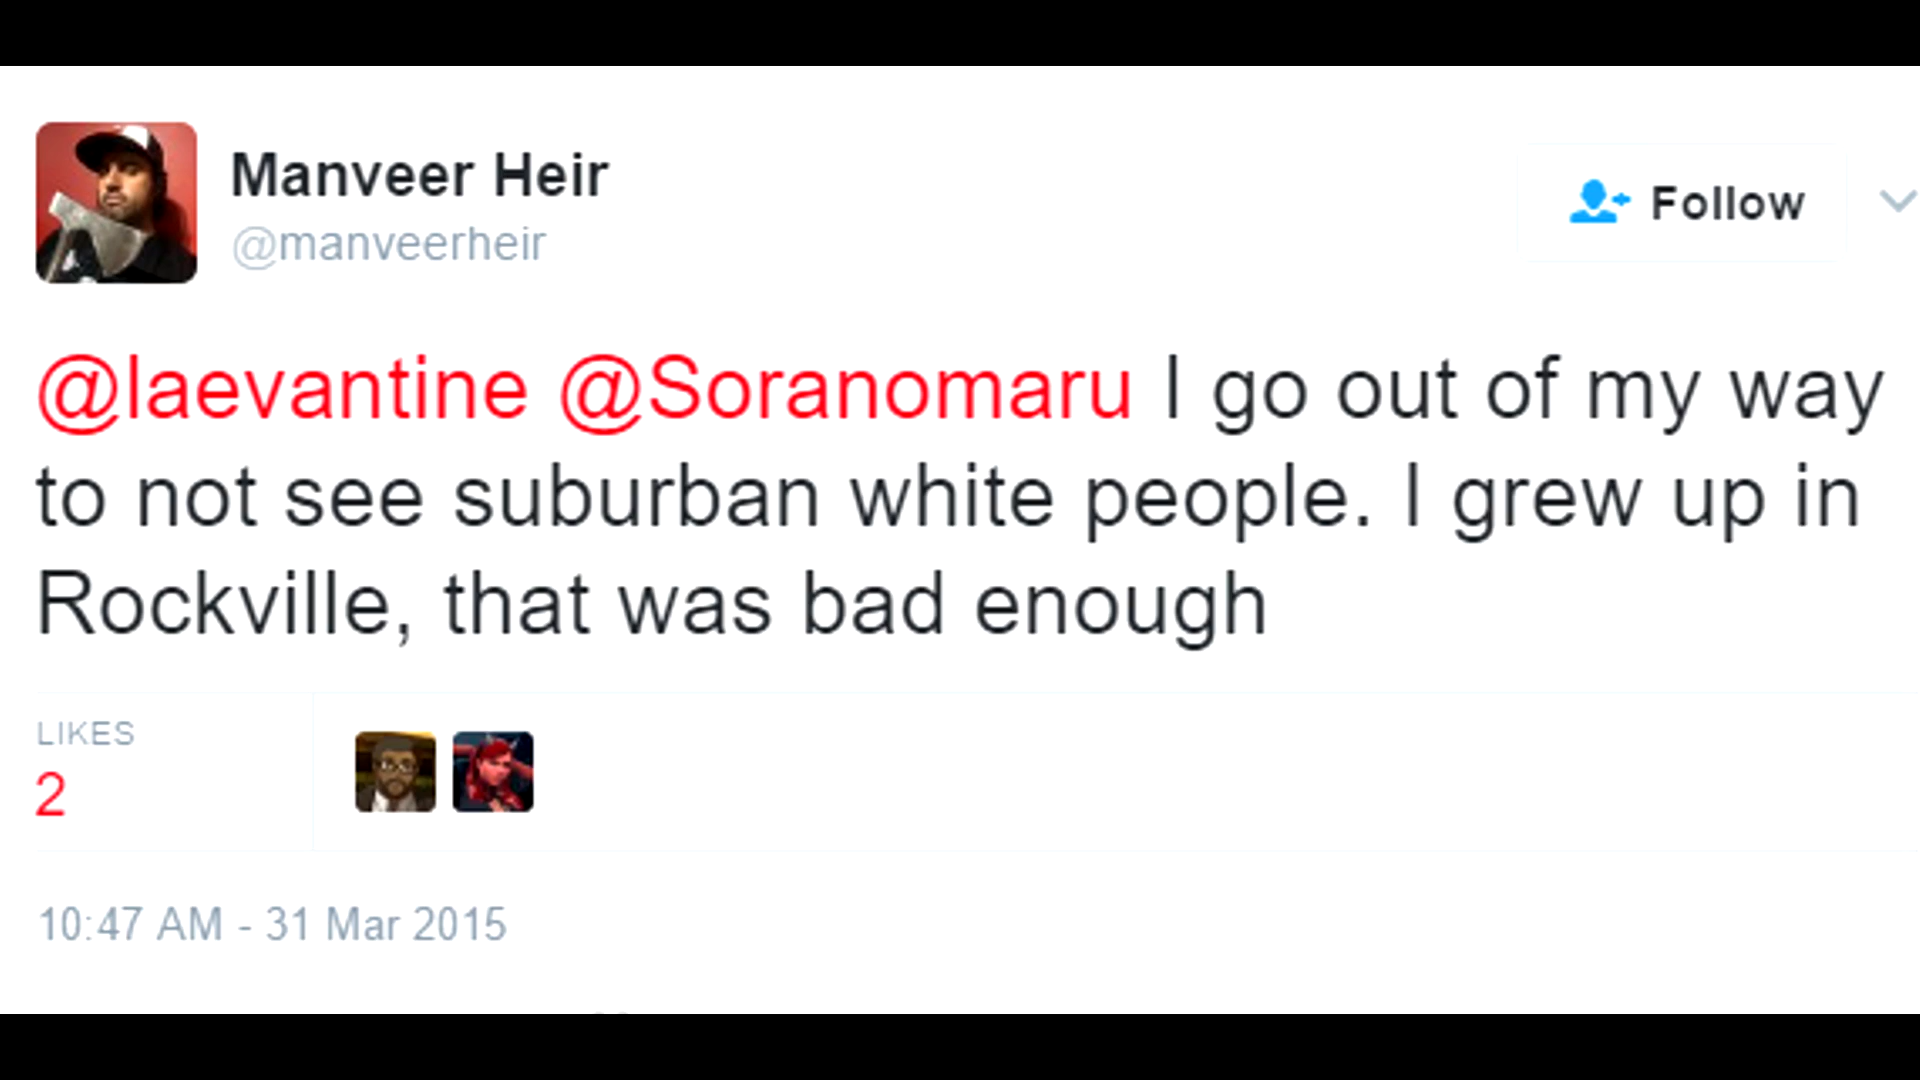 Manveer Heir
@manveerheir
Follow
@laevantine @Soranomaru I go out of my way
to not see suburban white people. I grew up in
Rockville, that was bad enough
LIKES
2
10:47 AM - 31 Mar 2015